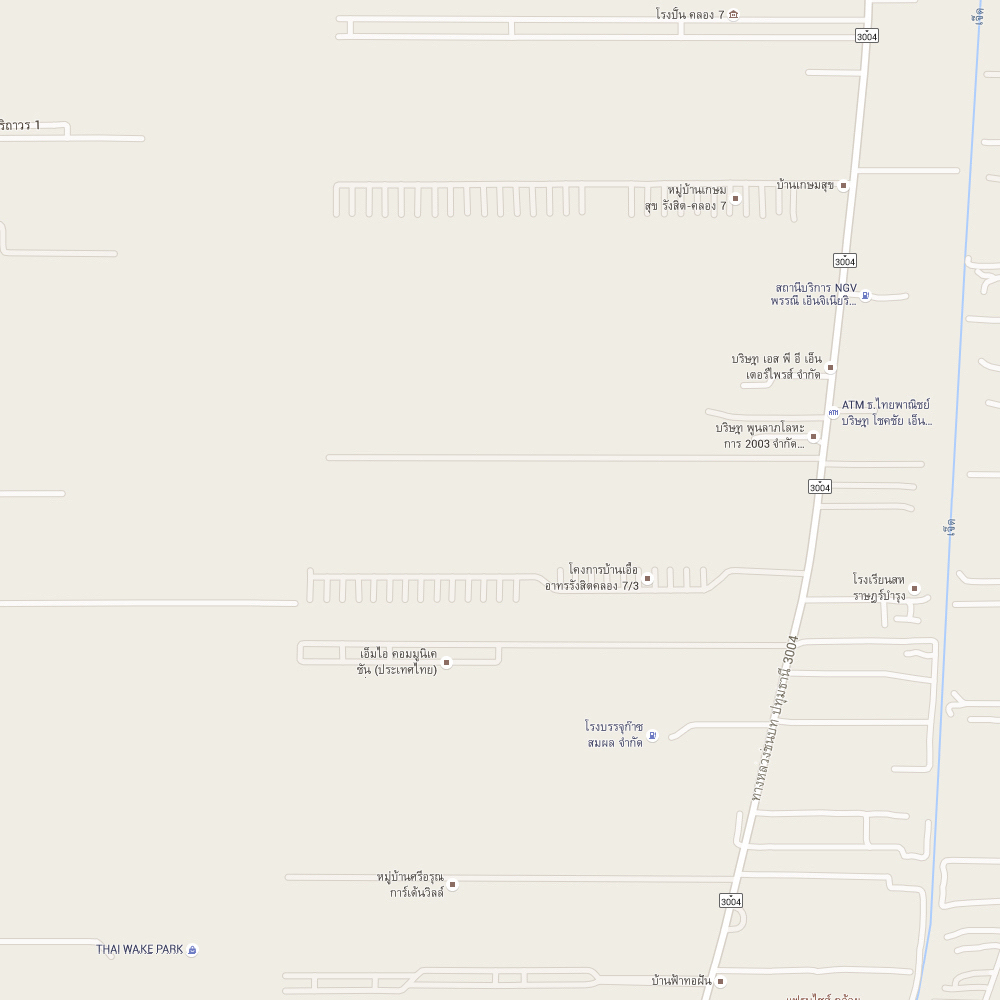 โรงปั้น คลอง 7
เจ็ด
3004
ริถาวร 1
บ้านเกษมสุข
หมู่บ้านเกษม
สุข รังสิต-คลอง 7
3004
สถานีบริการ NGV
พรรณี เอ็นจิเนียริ...
บริษัท เอส พี อี เอ็น
เตอร์ไพรส์ จำกัด
ATM ธ.ไทยพาณิชย์
บริษัท โชคชัย เอ็น...
บริษัท พูนลาภโลหะ
การ 2003 จำกัด...
3004
เจ็ด
โครงการบ้านเอื้อ
อาทรรังสิตคลอง 7/3
โรงเรียนสห
ราษฎร์บำรุง
เอ็มไอ คอมมูนิเค
ชัน (ประเทศไทย)
ทางหลวงชนบท ปทุมธานี 3004
โรงบรรจุก๊าซ
สมผล จำกัด
หมู่บ้านศรีอรุณ
การ์เด้นวิลล์
3004
THAI WAKE PARK
บ้านฟ้าทอฝัน